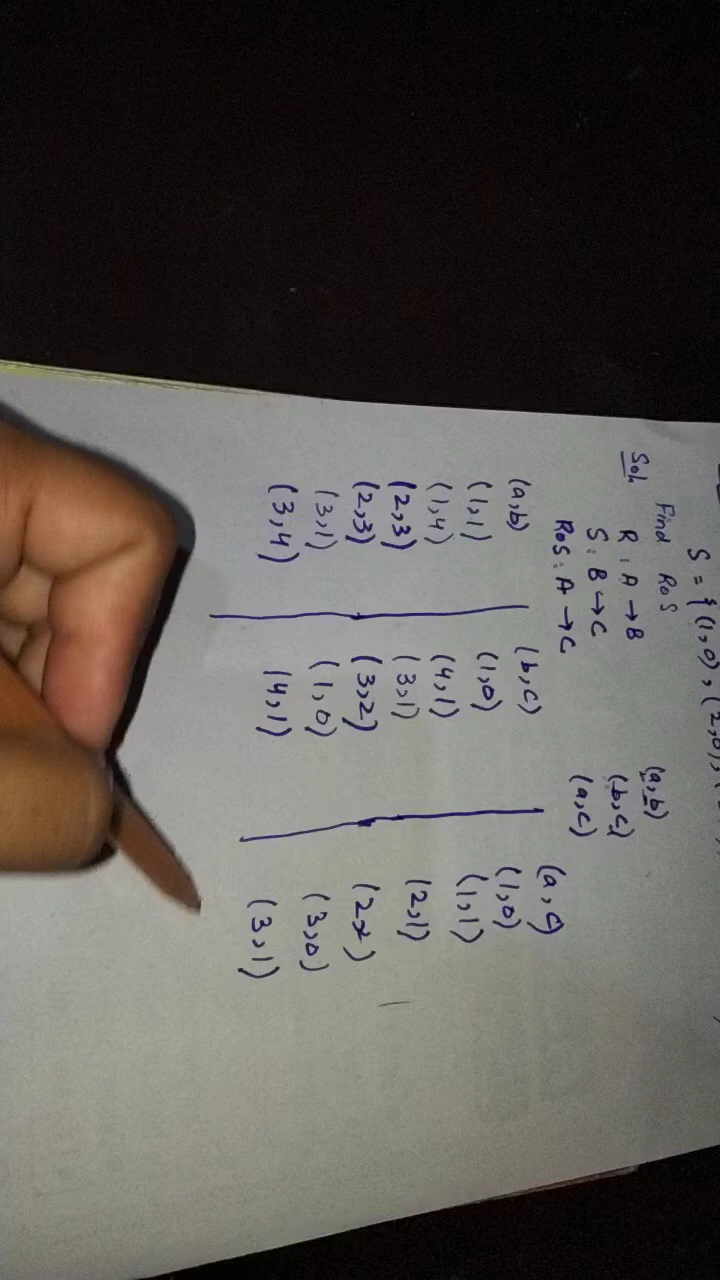 S = {(1,0), (2,0),
Find RoS
Soln R : A → B (a,b)
S : B → C (b,c)
RoS : A → C (a,c)
(a,b) (b,c) (a,c)
(1,1) (1,0) (1,0)
(1,4) (4,1) (1,1)
(2,3) (3,1) (2,1)
(2,3) (3,2)
(3,1) (1,0) (3,0)
(3,4) (4,1) (3,1)